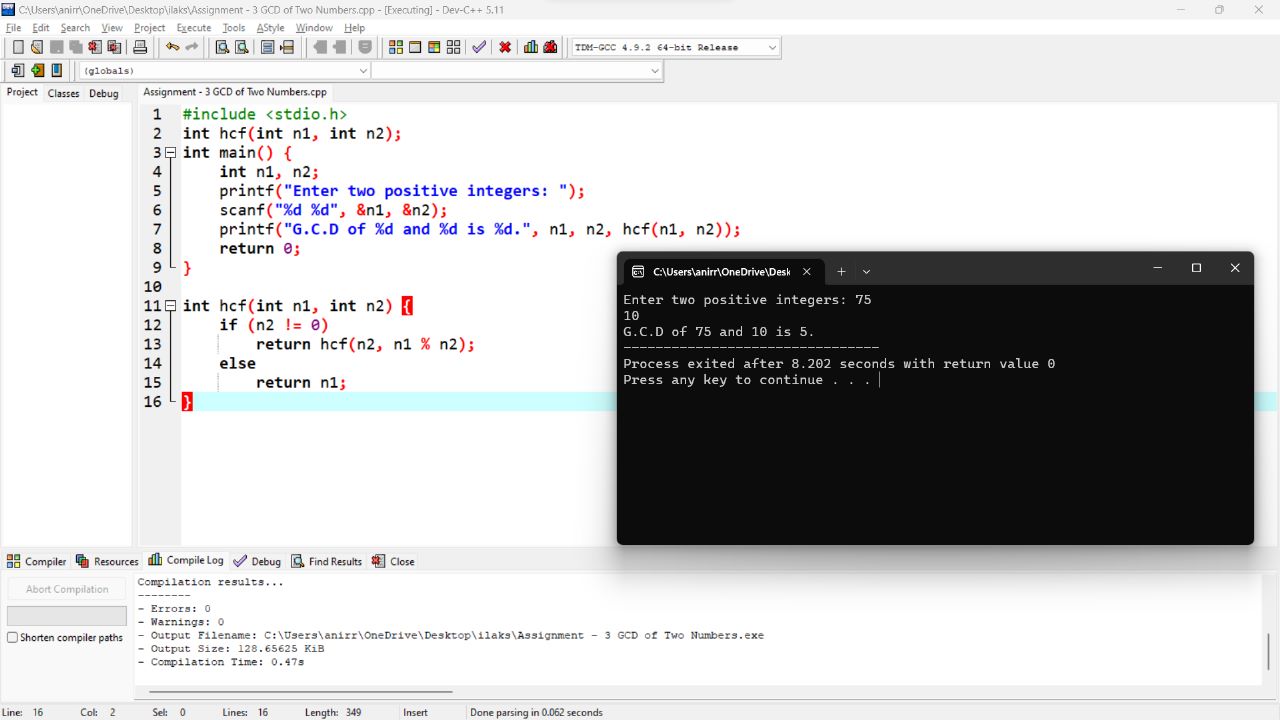 C:\Users\anirr\OneDrive\Desktop\ilaks\Assignment - 3 GCD of Two Numbers.cpp - [Executing] - Dev-C++ 5.11
File Edit Search View Project Execute Tools AStyle Window Help
TDM-GCC 4.9.2 64-bit Release
(globals)
Project Classes Debug
Assignment - 3 GCD of Two Numbers.cpp
1 #include <stdio.h>
2 int hcf(int n1, int n2);
3 int main() {
4 int n1, n2;
5 printf("Enter two positive integers: ");
6 scanf("%d %d", &n1, &n2);
7 printf("G.C.D of %d and %d is %d.", n1, n2, hcf(n1, n2));
8 return 0;
9 }
10
11 int hcf(int n1, int n2) {
12 if (n2 != 0)
13 return hcf(n2, n1 % n2);
14 else
15 return n1;
16 }
C:\Users\anirr\OneDrive\Desk
Enter two positive integers: 75
10
G.C.D of 75 and 10 is 5.
--------------------------------
Process exited after 8.202 seconds with return value 0
Press any key to continue . . .
Compiler Resources Compile Log Debug Find Results Close
Abort Compilation
Shorten compiler paths
Compilation results...
--------
- Errors: 0
- Warnings: 0
- Output Filename: C:\Users\anirr\OneDrive\Desktop\ilaks\Assignment - 3 GCD of Two Numbers.exe
- Output Size: 128.65625 KiB
- Compilation Time: 0.47s
Line: 16 Col: 2 Sel: 0 Lines: 16 Length: 349 Insert Done parsing in 0.062 seconds